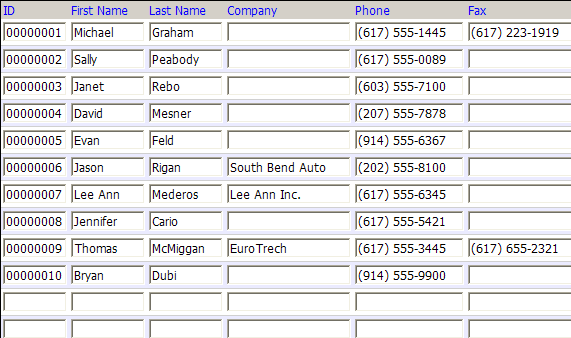 ID First Name Last Name Company Phone Fax
00000001 Michael Graham (617) 555-1445 (617) 223-1919
00000002 Sally Peabody (617) 555-0089
00000003 Janet Rebo (603) 555-7100
00000004 David Mesner (207) 555-7878
00000005 Evan Feld (914) 555-6367
00000006 Jason Rigan South Bend Auto (202) 555-8100
00000007 Lee Ann Mederos Lee Ann Inc. (617) 555-6345
00000008 Jennifer Cario (617) 555-5421
00000009 Thomas McMiggan EuroTrech (617) 555-3445 (617) 655-2321
00000010 Bryan Dubi (914) 555-9900